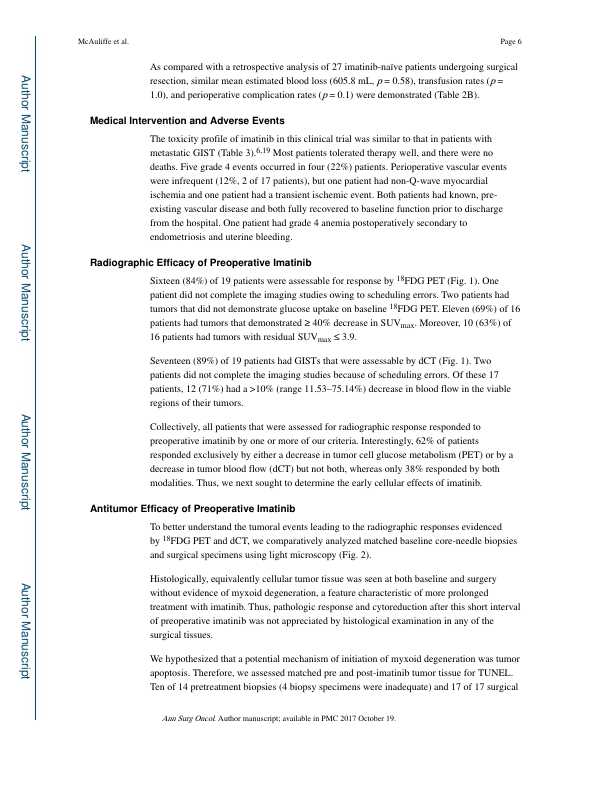 McAuliffe et al.
Page 6
As compared with a retrospective analysis of 27 imatinib-naïve patients undergoing surgical
resection, similar mean estimated blood loss (605.8 mL, p = 0.58), transfusion rates (p =
1.0), and perioperative complication rates (p = 0.1) were demonstrated (Table 2B).
Medical Intervention and Adverse Events
The toxicity profile of imatinib in this clinical trial was similar to that in patients with
metastatic GIST (Table 3).6,19 Most patients tolerated therapy well, and there were no
deaths. Five grade 4 events occurred in four (22%) patients. Perioperative vascular events
were infrequent (12%, 2 of 17 patients), but one patient had non-Q-wave myocardial
ischemia and one patient had a transient ischemic event. Both patients had known, pre-
existing vascular disease and both fully recovered to baseline function prior to discharge
from the hospital. One patient had grade 4 anemia postoperatively secondary to
endometriosis and uterine bleeding.
Radiographic Efficacy of Preoperative Imatinib
Sixteen (84%) of 19 patients were assessable for response by 18FDG PET (Fig. 1). One
patient did not complete the imaging studies owing to scheduling errors. Two patients had
tumors that did not demonstrate glucose uptake on baseline 18FDG PET. Eleven (69%) of 16
patients had tumors that demonstrated ≥ 40% decrease in SUVmax. Moreover, 10 (63%) of
16 patients had tumors with residual SUVmax ≤ 3.9.
Seventeen (89%) of 19 patients had GISTs that were assessable by dCT (Fig. 1). Two
patients did not complete the imaging studies because of scheduling errors. Of these 17
patients, 12 (71%) had a >10% (range 11.53–75.14%) decrease in blood flow in the viable
regions of their tumors.
Collectively, all patients that were assessed for radiographic response responded to
preoperative imatinib by one or more of our criteria. Interestingly, 62% of patients
responded exclusively by either a decrease in tumor cell glucose metabolism (PET) or by a
decrease in tumor blood flow (dCT) but not both, whereas only 38% responded by both
modalities. Thus, we next sought to determine the early cellular effects of imatinib.
Antitumor Efficacy of Preoperative Imatinib
To better understand the tumoral events leading to the radiographic responses evidenced
by 18FDG PET and dCT, we comparatively analyzed matched baseline core-needle biopsies
and surgical specimens using light microscopy (Fig. 2).
Histologically, equivalently cellular tumor tissue was seen at both baseline and surgery
without evidence of myxoid degeneration, a feature characteristic of more prolonged
treatment with imatinib. Thus, pathologic response and cytoreduction after this short interval
of preoperative imatinib was not appreciated by histological examination in any of the
surgical tissues.
We hypothesized that a potential mechanism of initiation of myxoid degeneration was tumor
apoptosis. Therefore, we assessed matched pre and post-imatinib tumor tissue for TUNEL.
Ten of 14 pretreatment biopsies (4 biopsy specimens were inadequate) and 17 of 17 surgical
Ann Surg Oncol. Author manuscript; available in PMC 2017 October 19.
Author Manuscript
Author Manuscript
Author Manuscript
Author Manuscript